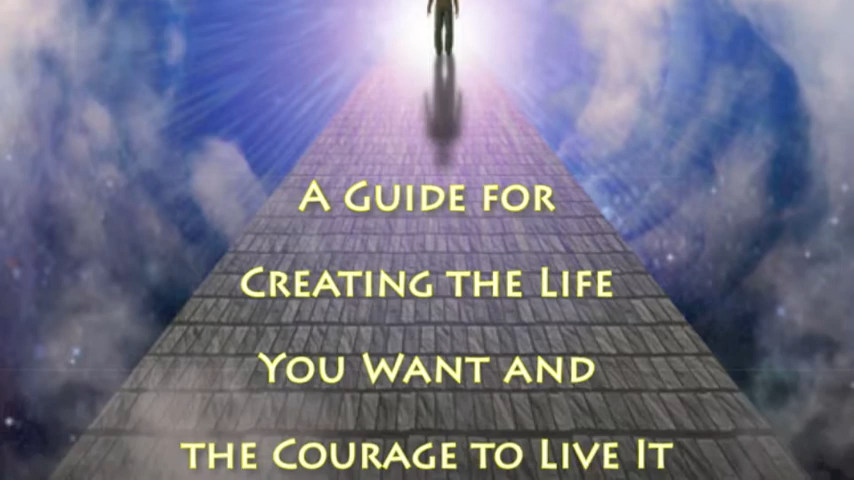 A Guide for
Creating the Life
You Want and
the Courage to Live It